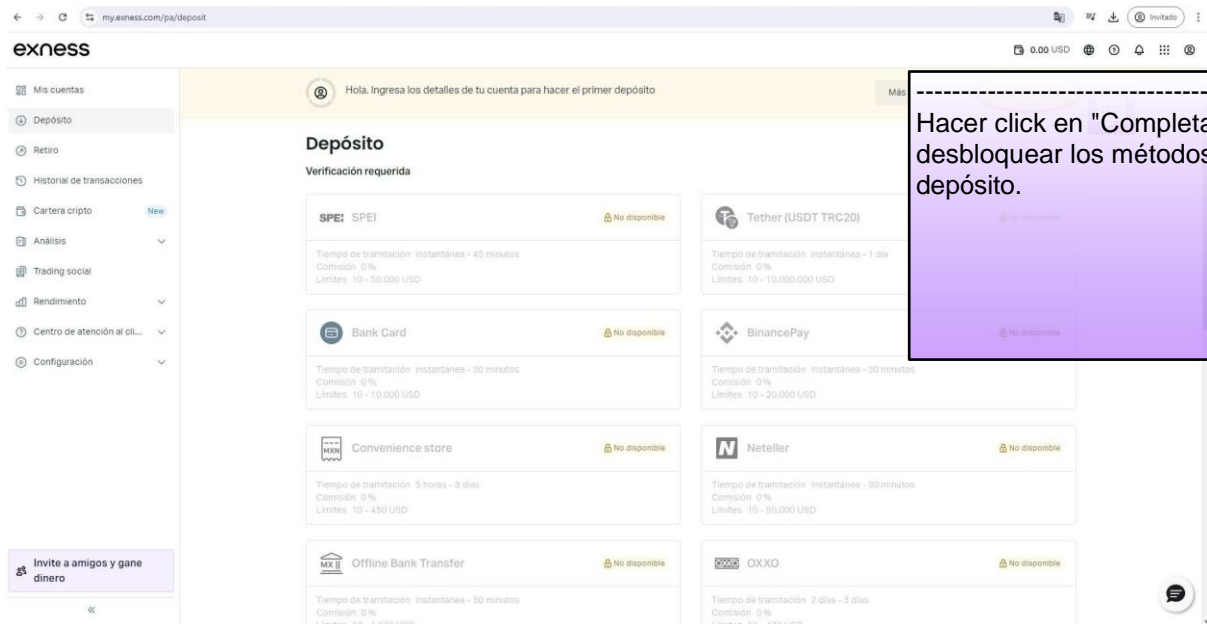 my.exness.com/pa/deposit
Invitado
exness
0.00 USD
Mis cuentas
Depósito
Retiro
Historial de transacciones
Cartera cripto New
Análisis
Trading social
Rendimiento
Centro de atención al cli...
Configuración
Invite a amigos y gane
dinero
Hola. Ingresa los detalles de tu cuenta para hacer el primer depósito
Más
-----------------------------------
Hacer click en "Completa
desbloquear los métodos
depósito.
Depósito
Verificación requerida
SPEI SPEI No disponible
Tiempo de tramitación Instantánea - 45 minutos
Comisión 0 %
Límites 10 - 50.000 USD
Tether (USDT TRC20) No disponible
Tiempo de tramitación Instantánea - 1 día
Comisión 0 %
Límites 10 - 10.000.000 USD
Bank Card No disponible
Tiempo de tramitación Instantánea - 30 minutos
Comisión 0 %
Límites 10 - 10.000 USD
BinancePay No disponible
Tiempo de tramitación Instantánea - 30 minutos
Comisión 0 %
Límites 10 - 20.000 USD
MXN Convenience store No disponible
Tiempo de tramitación 5 horas - 3 días
Comisión 0 %
Límites 10 - 450 USD
N Neteller No disponible
Tiempo de tramitación Instantánea - 30 minutos
Comisión 0 %
Límites 10 - 50.000 USD
MX Offline Bank Transfer No disponible
Tiempo de tramitación Instantánea - 30 minutos
Comisión 0 %
OXXO OXXO No disponible
Tiempo de tramitación 2 días - 3 días
Comisión 0 %